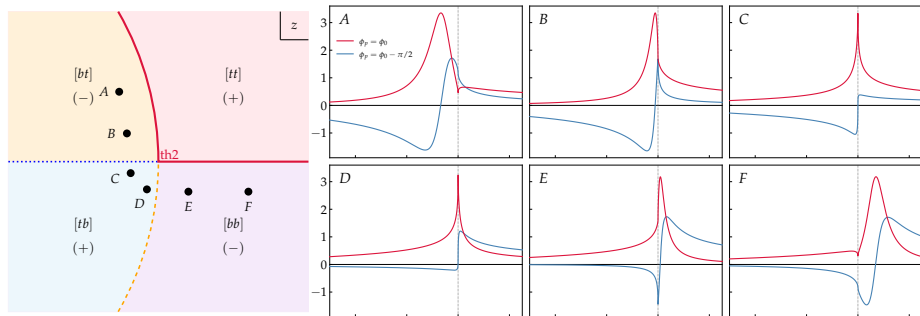 z
[bt]
(−)
[tt]
(+)
A
B
th2
C
D
E
F
[tb]
(+)
[bb]
(−)
A
B
C
3
2
1
0
−1
ϕp = ϕ0
ϕp = ϕ0 − π/2
D
E
F
3
2
1
0
−1